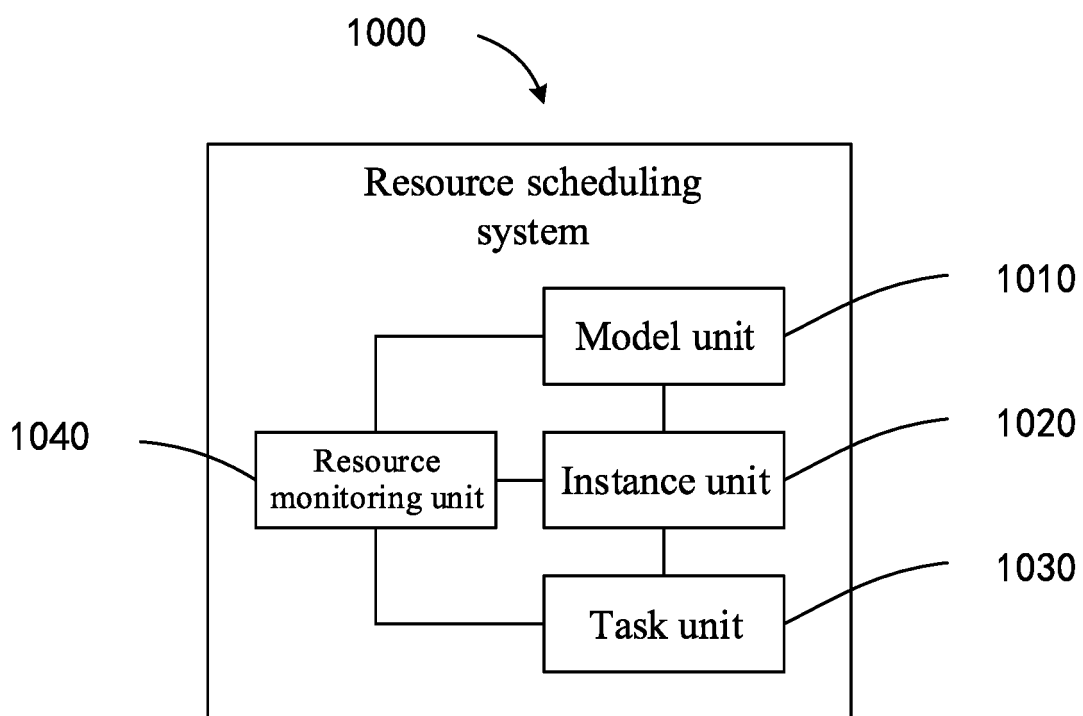 1000
Resource scheduling
system
1010
Model unit
1020
1040
Resource
monitoring unit
Instance unit
1030
Task unit